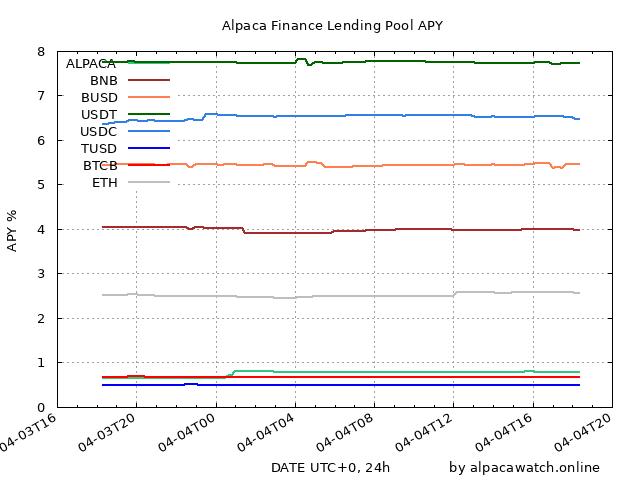 Alpaca Finance Lending Pool APY
8
7
6
5
4
3
2
1
0
APY %
ALPACA
BNB
BUSD
USDT
USDC
TUSD
BTCB
ETH
04-03T16
04-03T20
04-04T00
04-04T04
04-04T08
04-04T12
04-04T16
04-04T20
DATE UTC+0, 24h
by alpacawatch.online